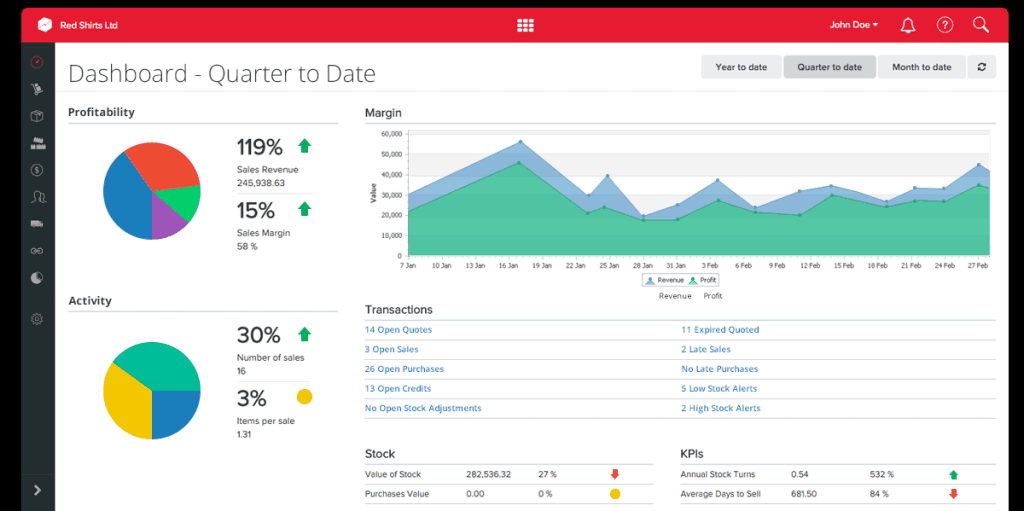 Red Shirts Ltd
John Doe
?
Dashboard - Quarter to Date
Year to date
Quarter to date
Month to date
Profitability
119%
Sales Revenue
245,938.63
15%
Sales Margin
58 %
Activity
30%
Number of sales
16
3%
Items per sale
1.31
$
Margin
Value
60,000
50,000
40,000
30,000
20,000
10,000
0
7 Jan 10 Jan 13 Jan 16 Jan 19 Jan 22 Jan 25 Jan 28 Jan 31 Jan 3 Feb 6 Feb 9 Feb 12 Feb 15 Feb 18 Feb 21 Feb 24 Feb 27 Feb
Revenue Profit
Revenue Profit
Transactions
14 Open Quotes 11 Expired Quoted
3 Open Sales 2 Late Sales
26 Open Purchases No Late Purchases
13 Open Credits 5 Low Stock Alerts
No Open Stock Adjustments 2 High Stock Alerts
Stock
Value of Stock 282,536.32 27 %
Purchases Value 0.00 0 %
KPIs
Annual Stock Turns 0.54 532 %
Average Days to Sell 681.50 84 %